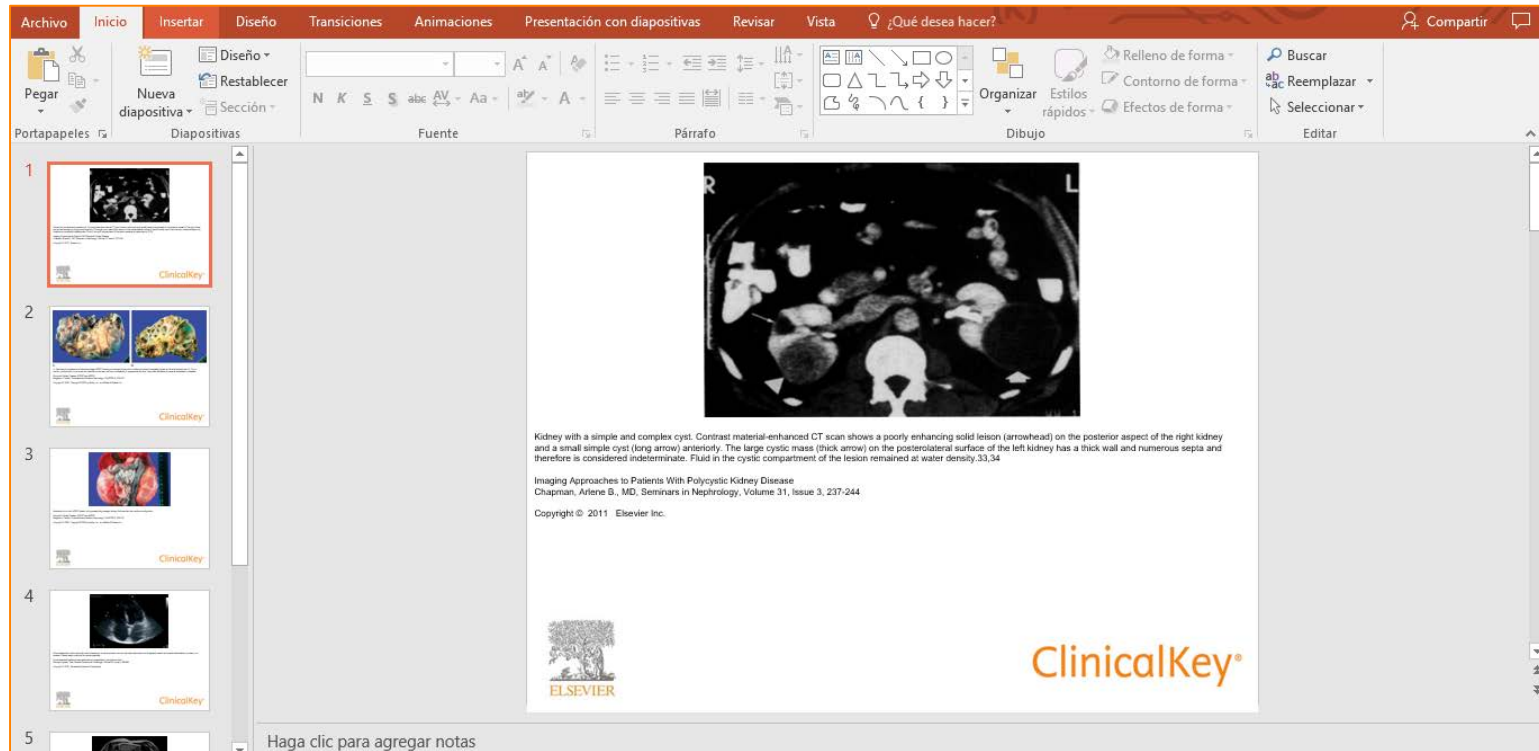 Archivo Inicio Insertar Diseño Transiciones Animaciones Presentación con diapositivas Revisar Vista ¿Qué desea hacer? Compartir
Pegar
Nueva diapositiva
Diseño
Restablecer
Sección
N K S S abc AV Aa A
Organizar
Estilos rápidos
Relleno de forma
Contorno de forma
Efectos de forma
Buscar
Reemplazar
Seleccionar
Portapapeles Diapositivas Fuente Párrafo Dibujo Editar
1
ClinicalKey
2
ClinicalKey
3
ClinicalKey
4
ClinicalKey
5
R L
Kidney with a simple and complex cyst. Contrast material-enhanced CT scan shows a poorly enhancing solid leison (arrowhead) on the posterior aspect of the right kidney
and a small simple cyst (long arrow) anteriorly. The large cystic mass (thick arrow) on the posterolateral surface of the left kidney has a thick wall and numerous septa and
therefore is considered indeterminate. Fluid in the cystic compartment of the lesion remained at water density.33,34
Imaging Approaches to Patients With Polycystic Kidney Disease
Chapman, Arlene B., MD, Seminars in Nephrology, Volume 31, Issue 3, 237-244
Copyright © 2011 Elsevier Inc.
ELSEVIER
ClinicalKey®
Haga clic para agregar notas